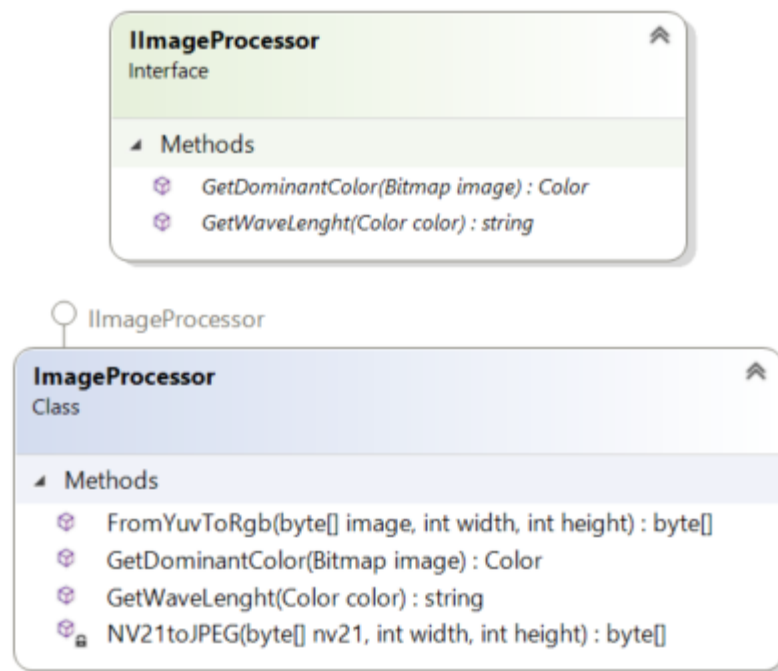 IImageProcessor
Interface
Methods
GetDominantColor(Bitmap image) : Color
GetWaveLenght(Color color) : string
IImageProcessor
ImageProcessor
Class
Methods
FromYuvToRgb(byte[] image, int width, int height) : byte[]
GetDominantColor(Bitmap image) : Color
GetWaveLenght(Color color) : string
NV21toJPEG(byte[] nv21, int width, int height) : byte[]